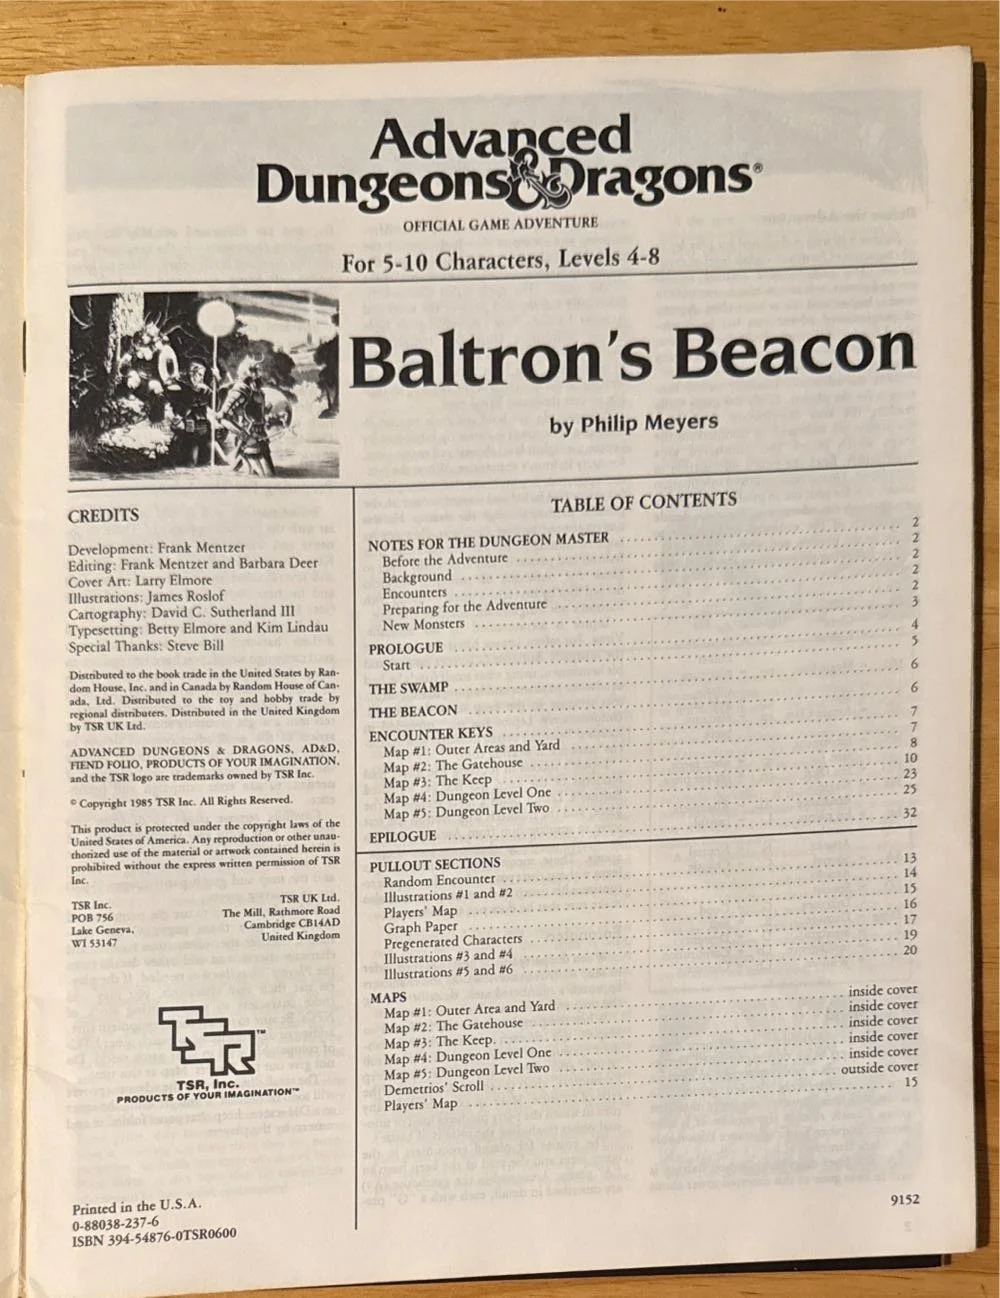 Advanced
Dungeons & Dragons®
OFFICIAL GAME ADVENTURE
For 5-10 Characters, Levels 4-8
Baltron's Beacon
by Philip Meyers
CREDITS
Development: Frank Mentzer
Editing: Frank Mentzer and Barbara Deer
Cover Art: Larry Elmore
Illustrations: James Roslof
Cartography: David C. Sutherland III
Typesetting: Betty Elmore and Kim Lindau
Special Thanks: Steve Bill
Distributed to the book trade in the United States by Ran-
dom House, Inc. and in Canada by Random House of Can-
ada, Ltd. Distributed to the toy and hobby trade by
regional distributers. Distributed in the United Kingdom
by TSR UK Ltd.
ADVANCED DUNGEONS & DRAGONS, AD&D,
FIEND FOLIO, PRODUCTS OF YOUR IMAGINATION,
and the TSR logo are trademarks owned by TSR Inc.
© Copyright 1985 TSR Inc. All Rights Reserved.
This product is protected under the copyright laws of the
United States of America. Any reproduction or other unau-
thorized use of the material or artwork contained herein is
prohibited without the express written permission of TSR
Inc.
TSR Inc.
POB 756
Lake Geneva,
WI 53147
TSR UK Ltd.
The Mill, Rathmore Road
Cambridge CB14AD
United Kingdom
TSR™
TSR, Inc.
PRODUCTS OF YOUR IMAGINATION™
Printed in the U.S.A.
0-88038-237-6
ISBN 394-54876-0TSR0600
TABLE OF CONTENTS
NOTES FOR THE DUNGEON MASTER 2
Before the Adventure 2
Background 2
Encounters 2
Preparing for the Adventure 2
New Monsters 3
PROLOGUE 4
Start 5
THE SWAMP 6
THE BEACON 6
ENCOUNTER KEYS 7
Map #1: Outer Areas and Yard 7
Map #2: The Gatehouse 8
Map #3: The Keep 10
Map #4: Dungeon Level One 23
Map #5: Dungeon Level Two 25
EPILOGUE 32
PULLOUT SECTIONS
Random Encounter 13
Illustrations #1 and #2 14
Players' Map 15
Graph Paper 16
Pregenerated Characters 17
Illustrations #3 and #4 19
Illustrations #5 and #6 20
MAPS
Map #1: Outer Area and Yard inside cover
Map #2: The Gatehouse inside cover
Map #3: The Keep. inside cover
Map #4: Dungeon Level One inside cover
Map #5: Dungeon Level Two inside cover
Demetrios' Scroll outside cover
Players' Map 15
9152